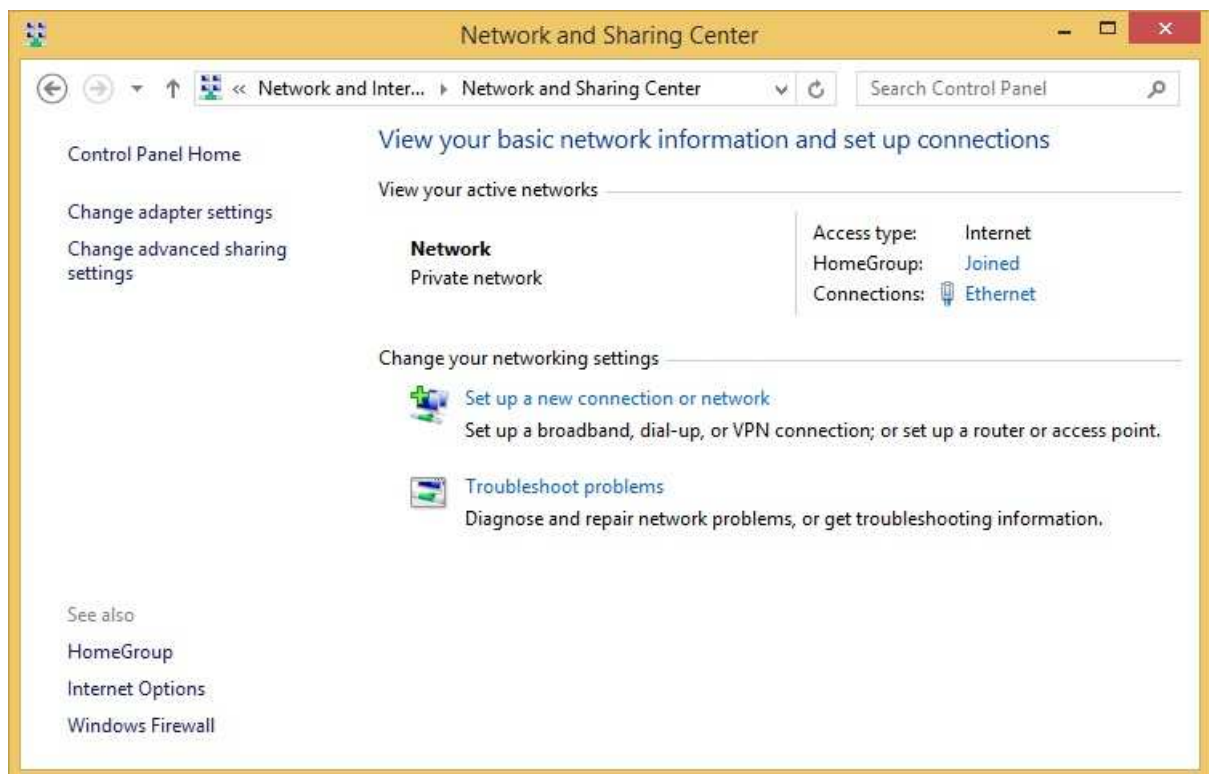 Network and Sharing Center
« Network and Inter... Network and Sharing Center
Search Control Panel
Control Panel Home
Change adapter settings
Change advanced sharing
settings
View your basic network information and set up connections
View your active networks
Network
Private network
Access type: Internet
HomeGroup: Joined
Connections: Ethernet
Change your networking settings
Set up a new connection or network
Set up a broadband, dial-up, or VPN connection; or set up a router or access point.
Troubleshoot problems
Diagnose and repair network problems, or get troubleshooting information.
See also
HomeGroup
Internet Options
Windows Firewall